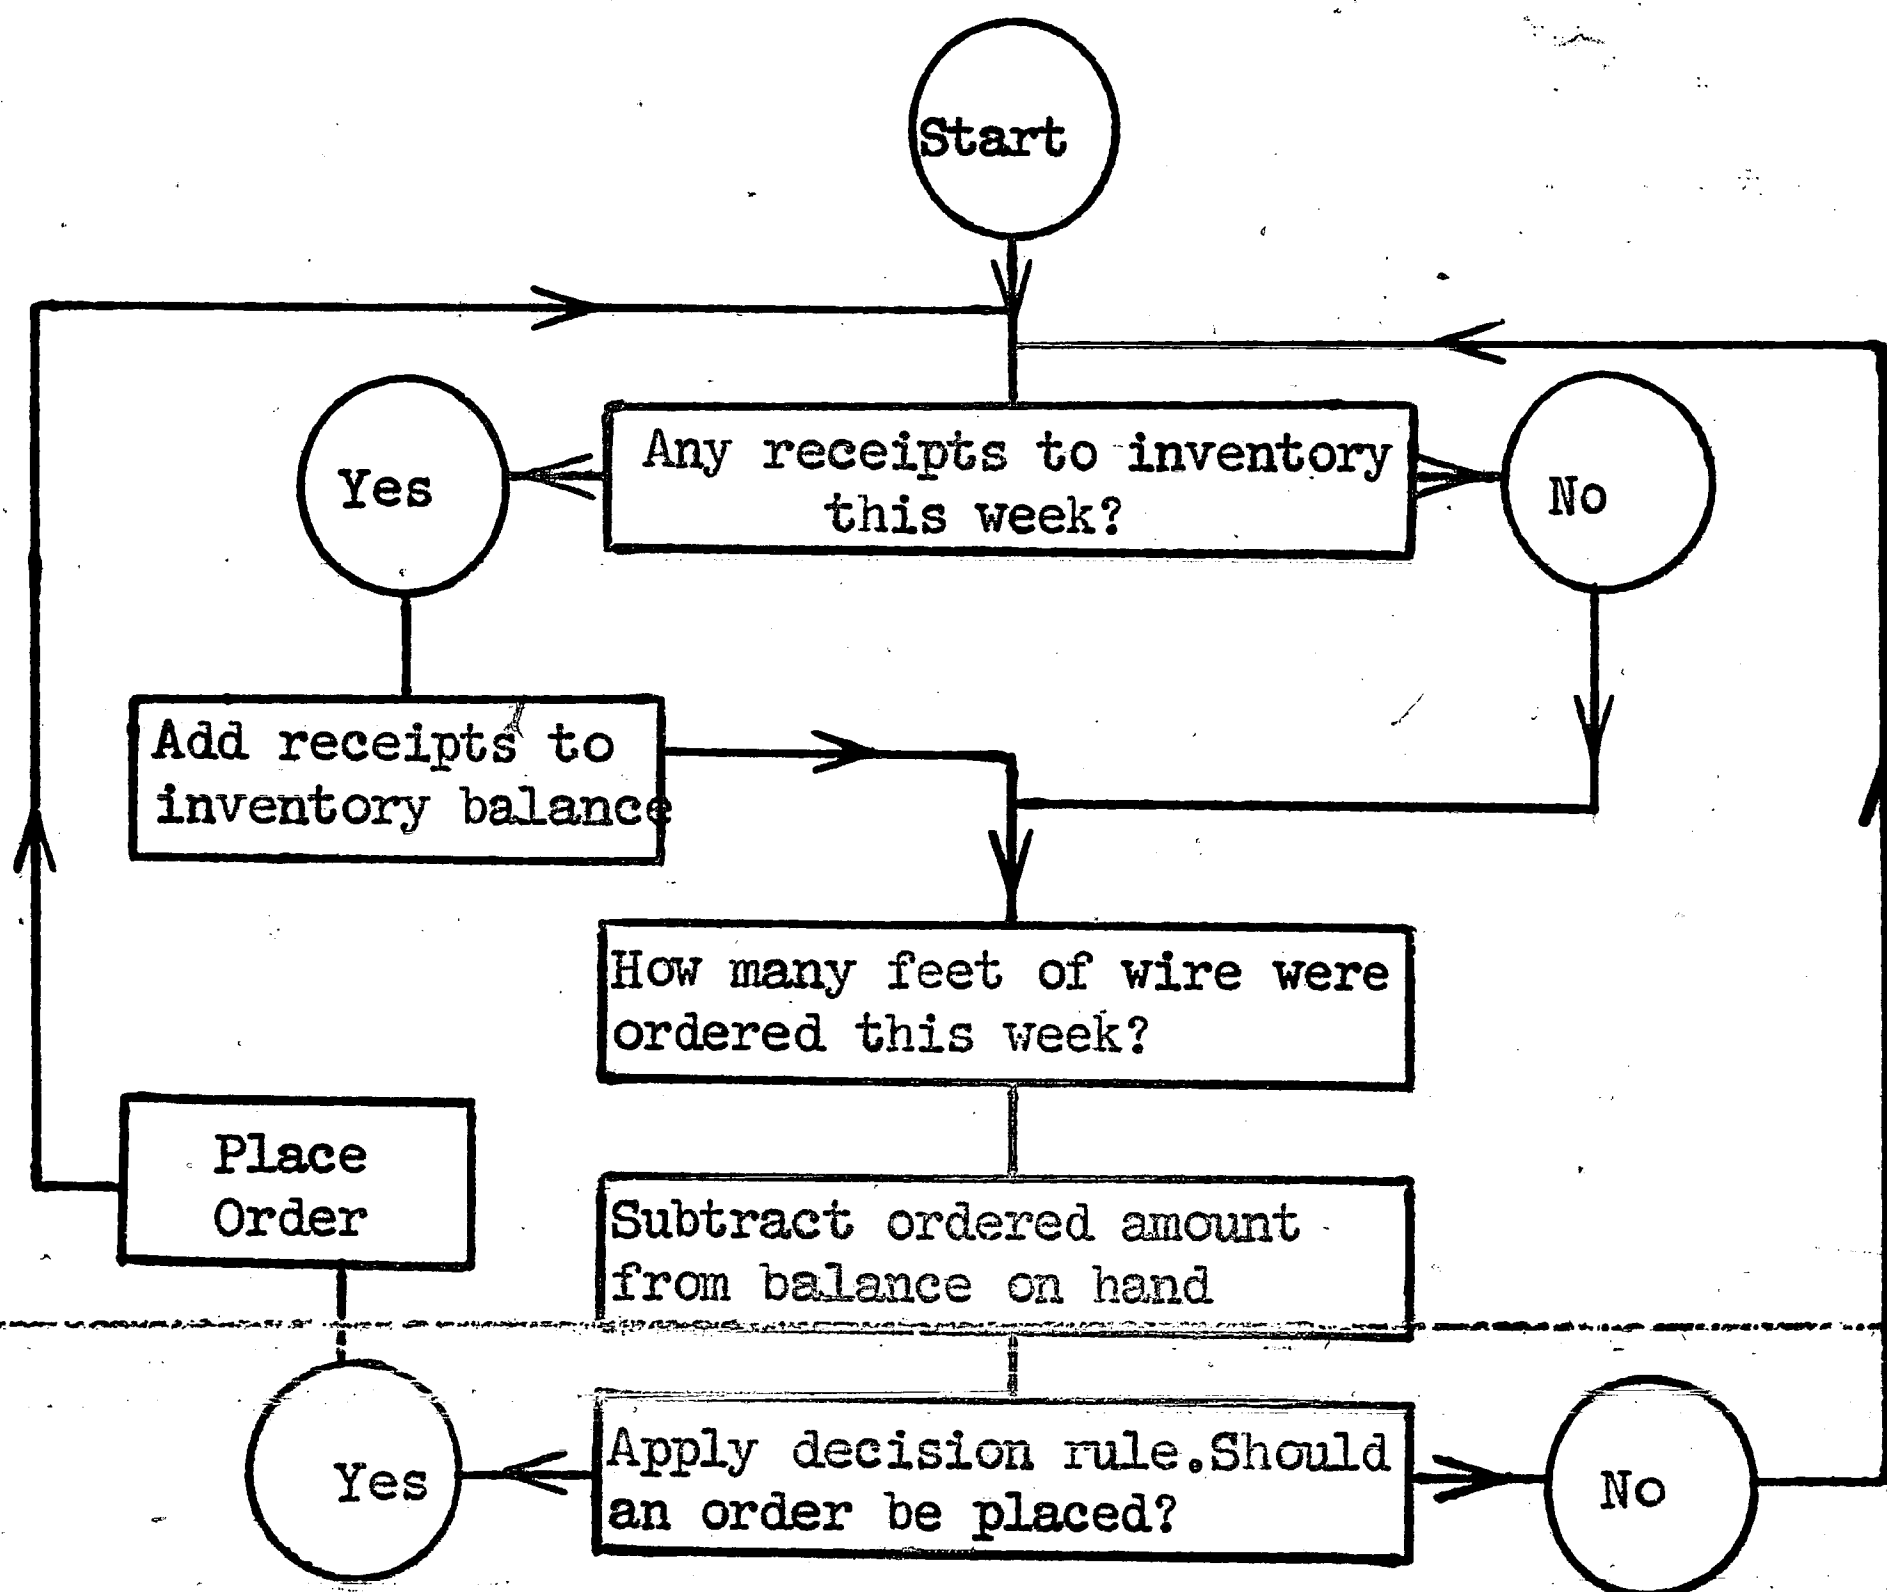 Start
Any receipts to inventory
this week?
Yes
No
Add receipts to
inventory balance
How many feet of wire were
ordered this week?
Place
Order
Subtract ordered amount
from balance on hand
Apply decision rule.Should
an order be placed?
Yes
No